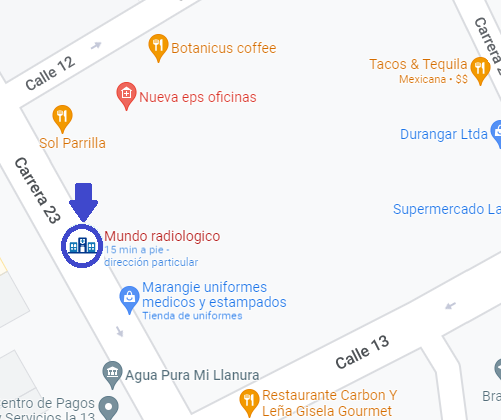 Botanicus coffee
Calle 12
Tacos & Tequila
Mexicana • $$
Nueva eps oficinas
Durangar Ltda
Sol Parrilla
Carrera 23
Supermercado La
Mundo radiologico
15 min a pie -
dirección particular
Marangie uniformes
medicos y estampados
Tienda de uniformes
Calle 13
Agua Pura Mi Llanura
entro de Pagos
y Servicios la 13
Restaurante Carbon Y
Leña Gisela Gourmet
Bra